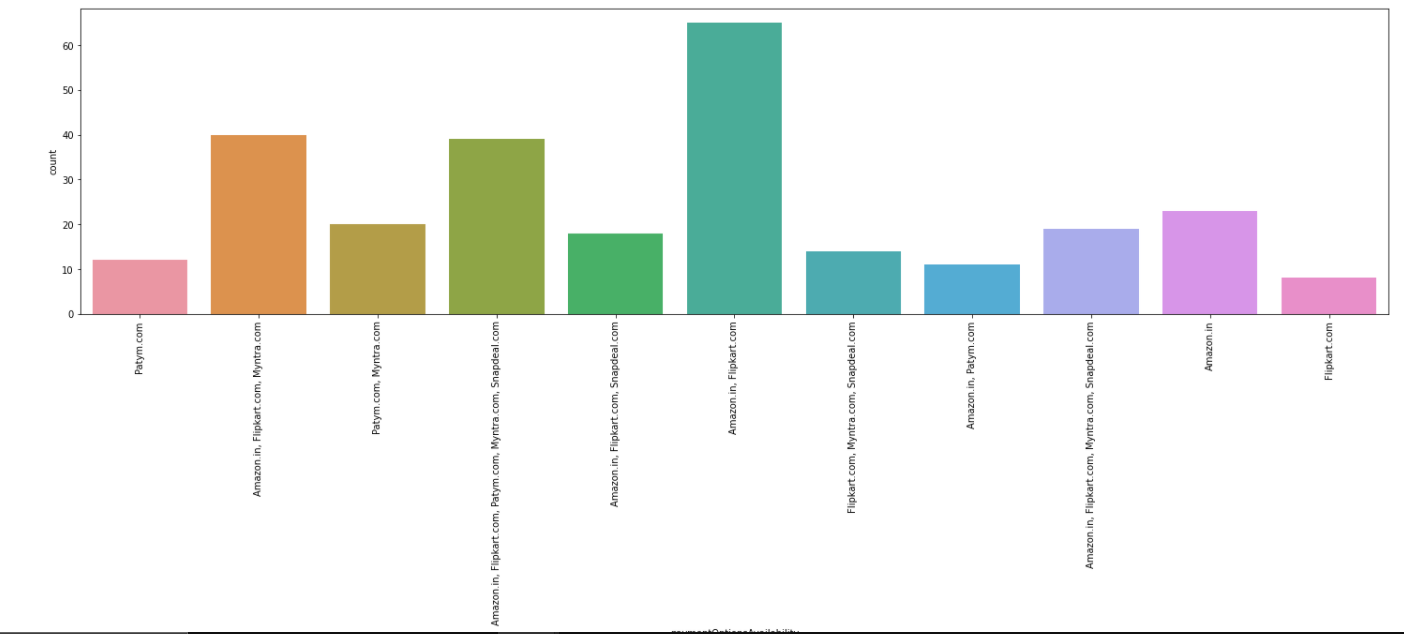 count
60
50
40
30
20
10
0
Patym.com
Amazon.in, Flipkart.com, Myntra.com
Patym.com, Myntra.com
Amazon.in, Flipkart.com, Patym.com, Myntra.com, Snapdeal.com
Amazon.in, Flipkart.com, Snapdeal.com
Amazon.in, Flipkart.com
Flipkart.com, Myntra.com, Snapdeal.com
Amazon.in, Patym.com
Amazon.in, Flipkart.com, Myntra.com, Snapdeal.com
Amazon.in
Flipkart.com